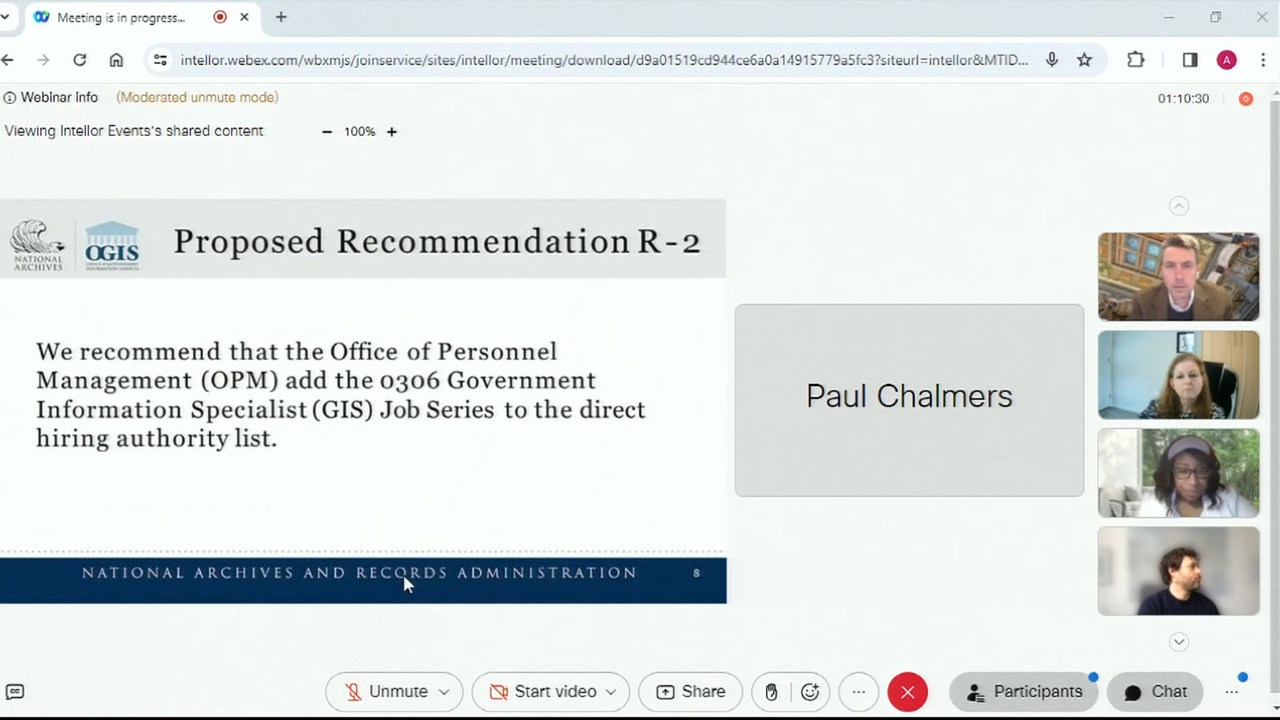 Meeting is in progress...
intellor.webex.com/wbxmjs/joinservice/sites/intellor/meeting/download/d9a01519cd944ce6a0a14915779a5fc3?siteurl=intellor&MTID...
A
Webinar Info (Moderated unmute mode)
01:10:30
Viewing Intellor Events's shared content
100%
NATIONAL
ARCHIVES
OGIS
Proposed Recommendation R-2
We recommend that the Office of Personnel
Management (OPM) add the 0306 Government
Information Specialist (GIS) Job Series to the direct
hiring authority list.
Paul Chalmers
NATIONAL ARCHIVES AND RECORDS ADMINISTRATION 8
Unmute
Start video
Share
Participants
Chat